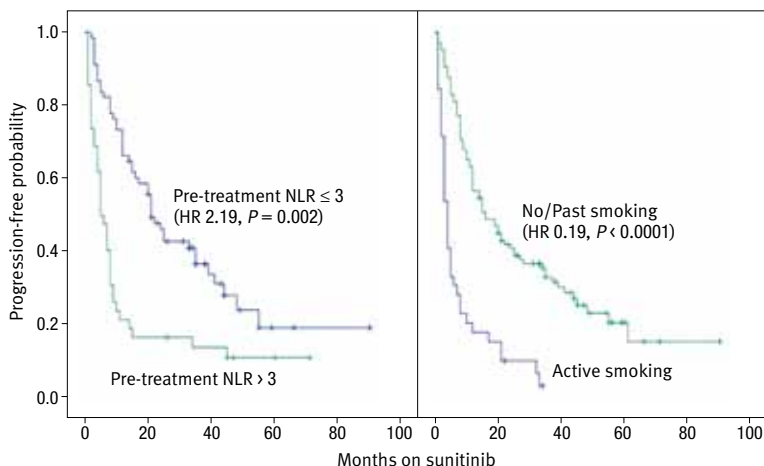 Progression-free probability
1.0
0.8
0.6
0.4
0.2
0.0
Pre-treatment NLR ≤ 3
(HR 2.19, P = 0.002)
Pre-treatment NLR > 3
No/Past smoking
(HR 0.19, P < 0.0001)
Active smoking
0 20 40 60 80 100
0 20 40 60 80 100
Months on sunitinib